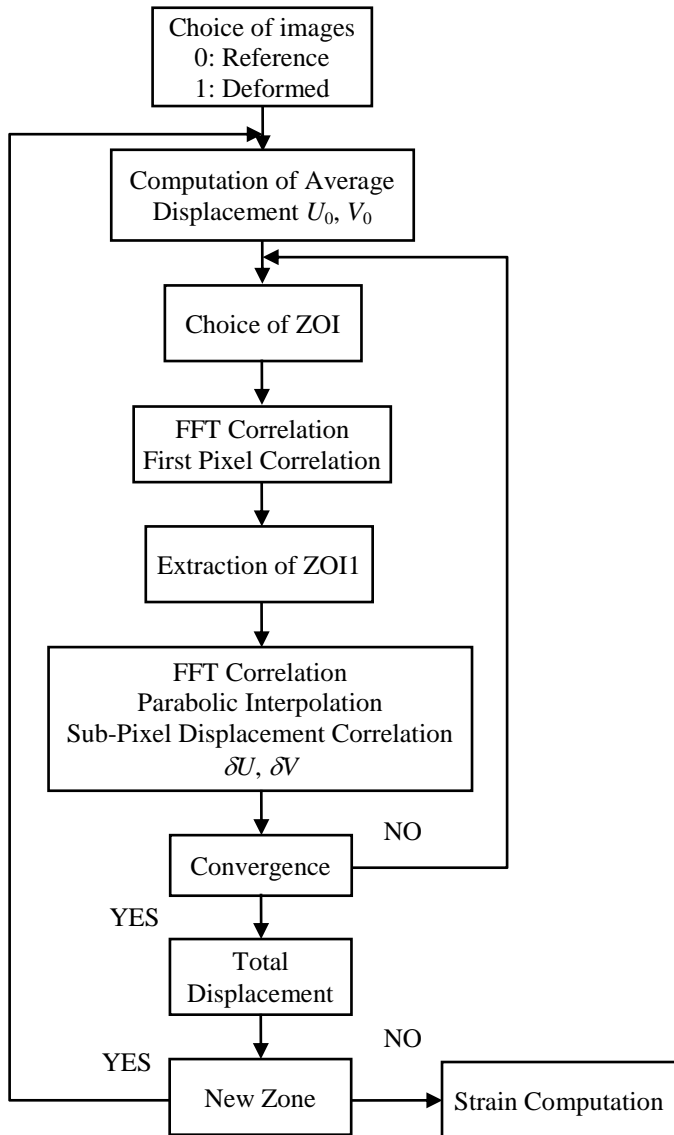 Choice of images
0: Reference
1: Deformed
Computation of Average
Displacement U₀, V₀
Choice of ZOI
FFT Correlation
First Pixel Correlation
Extraction of ZOI1
FFT Correlation
Parabolic Interpolation
Sub-Pixel Displacement Correlation
δU, δV
NO
Convergence
YES
Total
Displacement
NO
YES
New Zone
Strain Computation